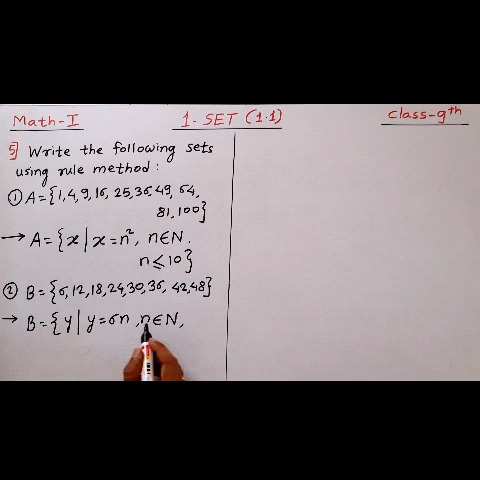 Math-I 1- SET (1.1) class-9th
5] Write the following sets
using rule method:
① A={1,4,9,16, 25,36,49, 64,
81,100}
→ A={x | x=n², n∈N.
n≤10}
② B={6,12,18,24,30,36, 42,48}
→ B={y | y=6n, n∈N,